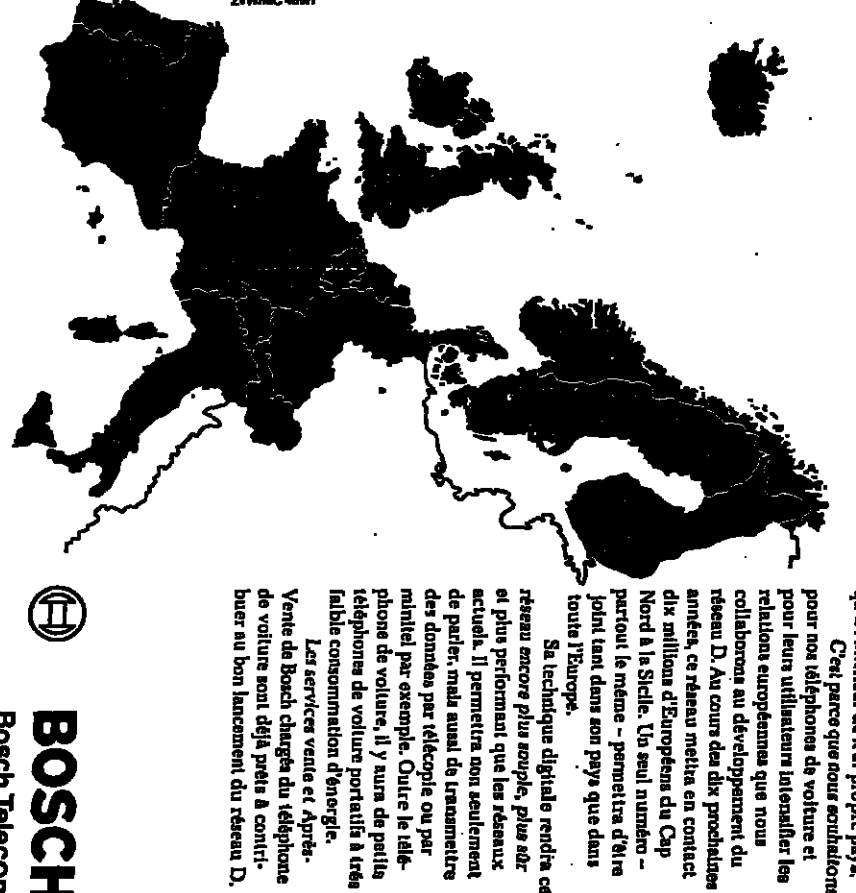 propre pays.
C'est parce que nous souhaitons
pour nos téléphones de voiture et
pour leurs utilisateurs intensifier les
relations européennes que nous
collaborons au développement du
réseau D. Au cours des dix prochaines
années, ce réseau mettra en contact
dix millions d'Européens du Cap
Nord à la Sicile. Un seul numéro –
partout le même – permettra d'être
joint tant dans son pays que dans
toute l'Europe.
Sa technique digitale rendra ce
réseau encore plus souple, plus sûr
et plus performant que les réseaux
actuels. Il permettra non seulement
de parler, mais aussi de transmettre
des données par télécopie ou par
minitel par exemple. Outre le télé-
phone de voiture, il y aura de petits
téléphones de voiture portatifs à très
faible consommation d'énergie.
Les services vente et Après-
Vente de Bosch chargés du téléphone
de voiture sont déjà prêts à contri-
buer au bon lancement du réseau D.
BOSCH
Bosch Telecom